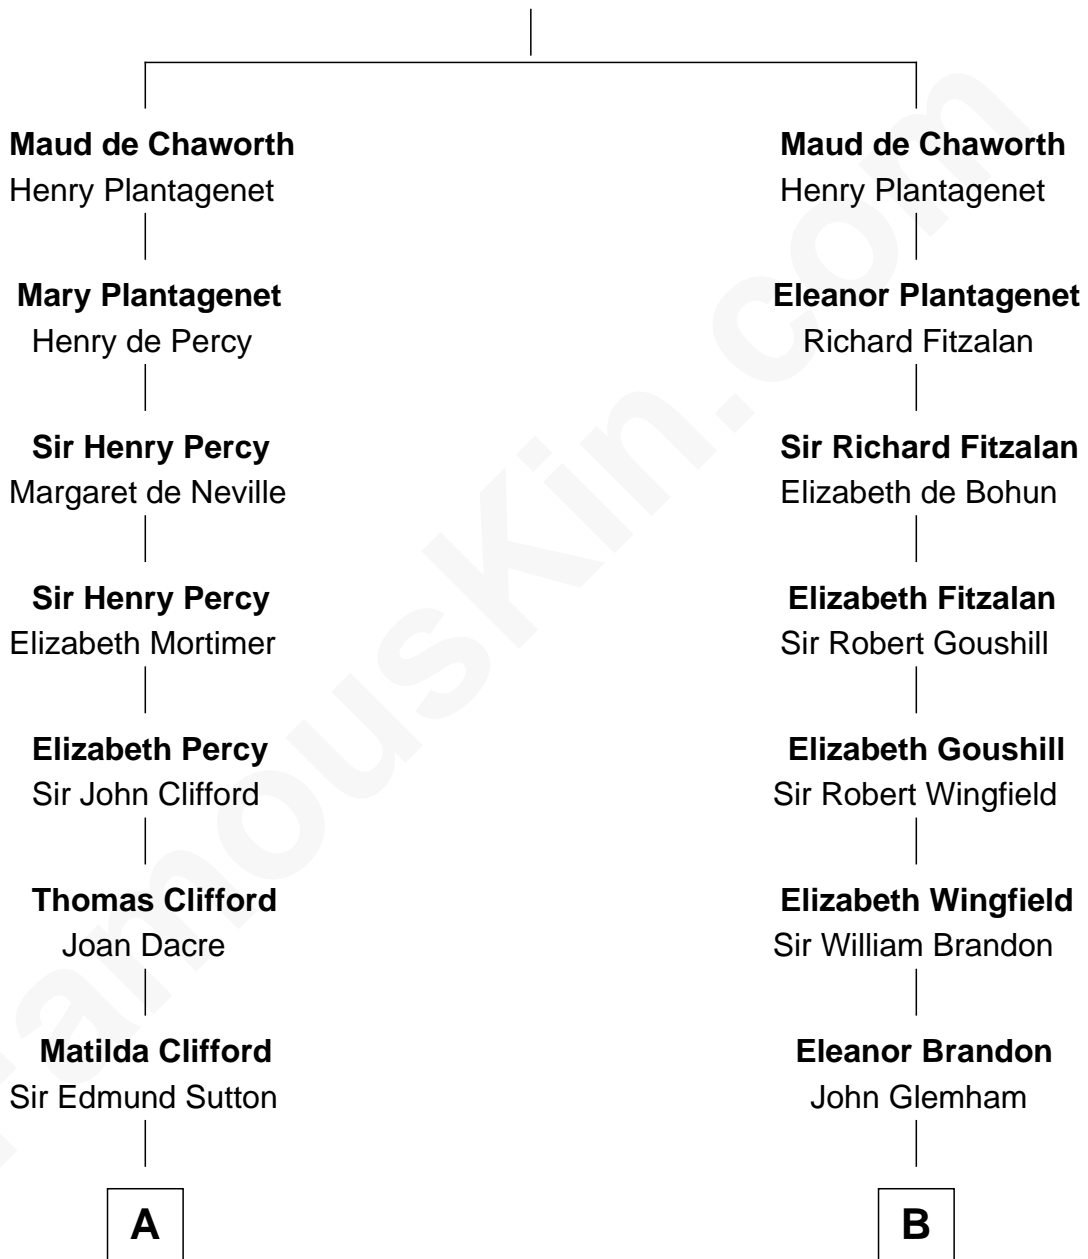 Maud de Chaworth
Henry Plantagenet
Mary Plantagenet
Henry de Percy
Sir Henry Percy
Margaret de Neville
Sir Henry Percy
Elizabeth Mortimer
Elizabeth Percy
Sir John Clifford
Thomas Clifford
Joan Dacre
Matilda Clifford
Sir Edmund Sutton
A
Maud de Chaworth
Henry Plantagenet
Eleanor Plantagenet
Richard Fitzalan
Sir Richard Fitzalan
Elizabeth de Bohun
Elizabeth Fitzalan
Sir Robert Goushill
Elizabeth Goushill
Sir Robert Wingfield
Elizabeth Wingfield
Sir William Brandon
Eleanor Brandon
John Glemham
B
FamousKin.com